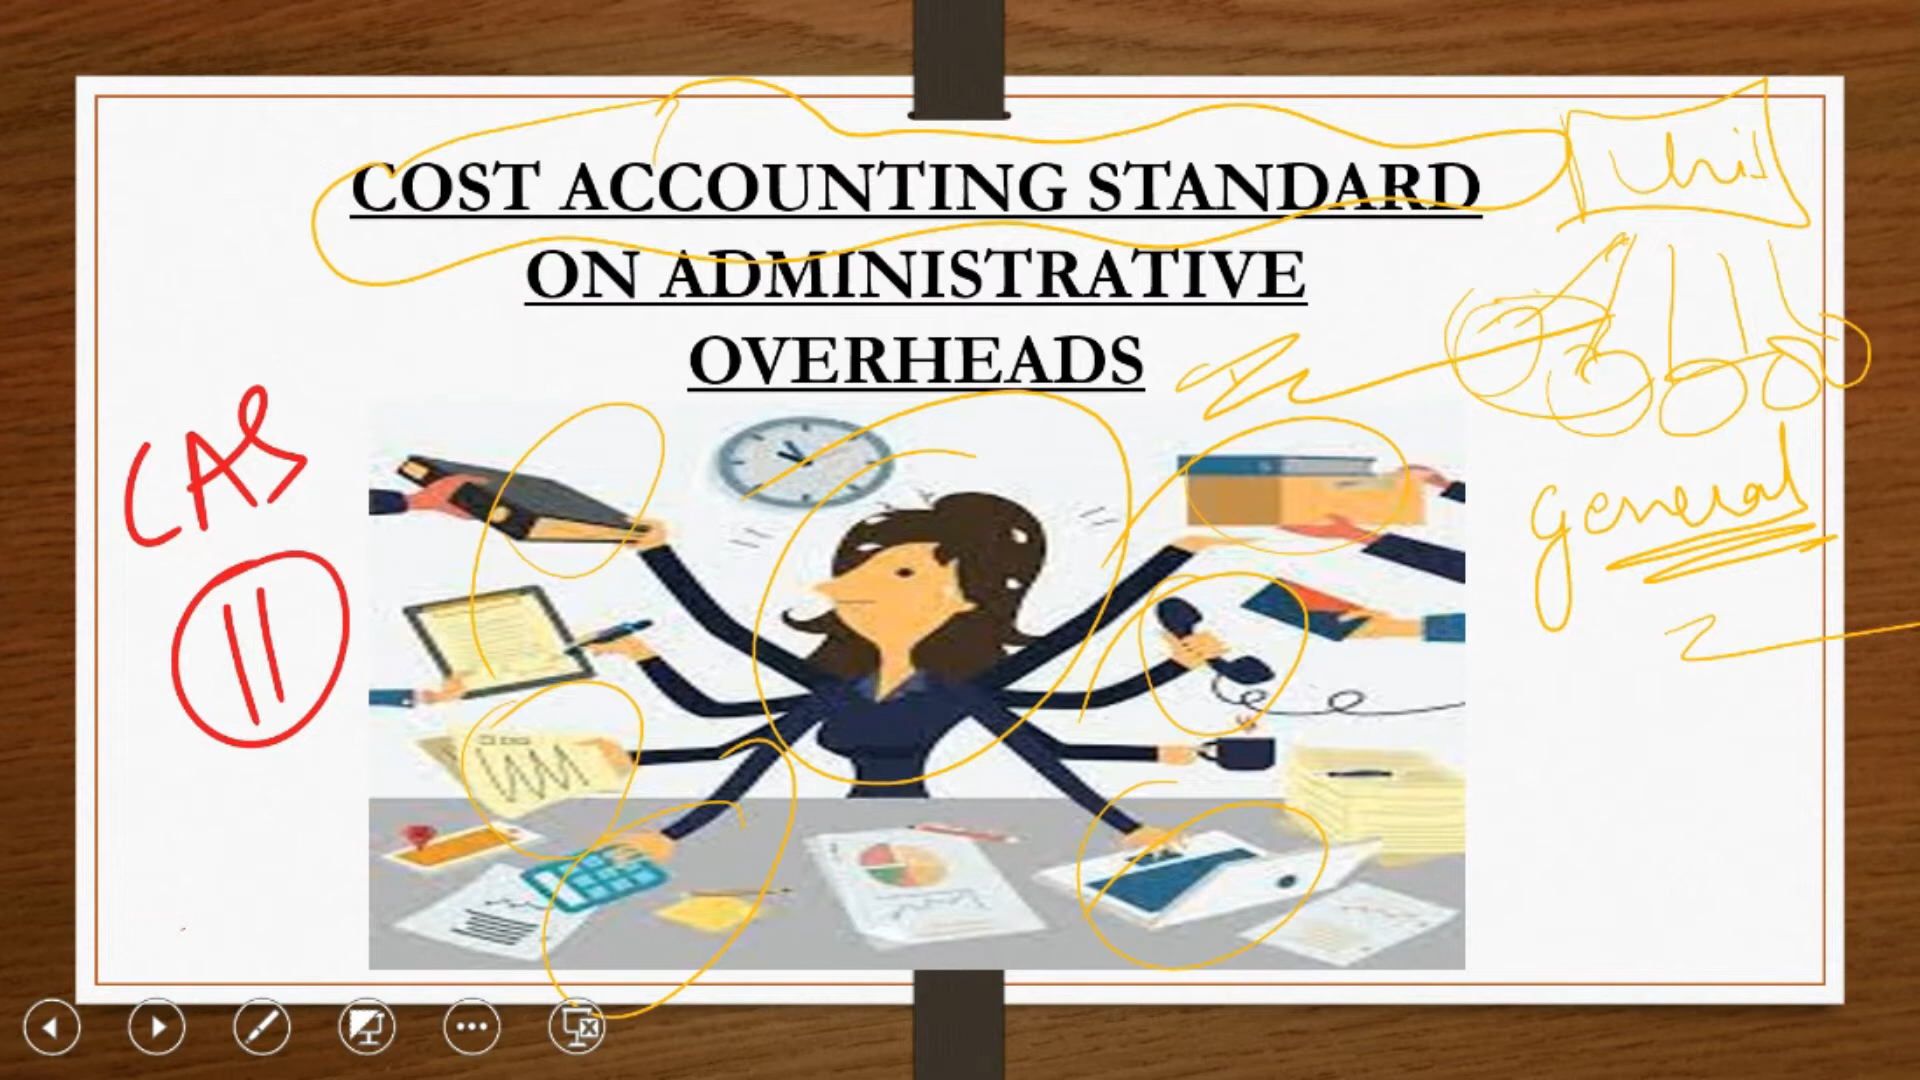 COST ACCOUNTING STANDARD
ON ADMINISTRATIVE
OVERHEADS
CAS
11
general